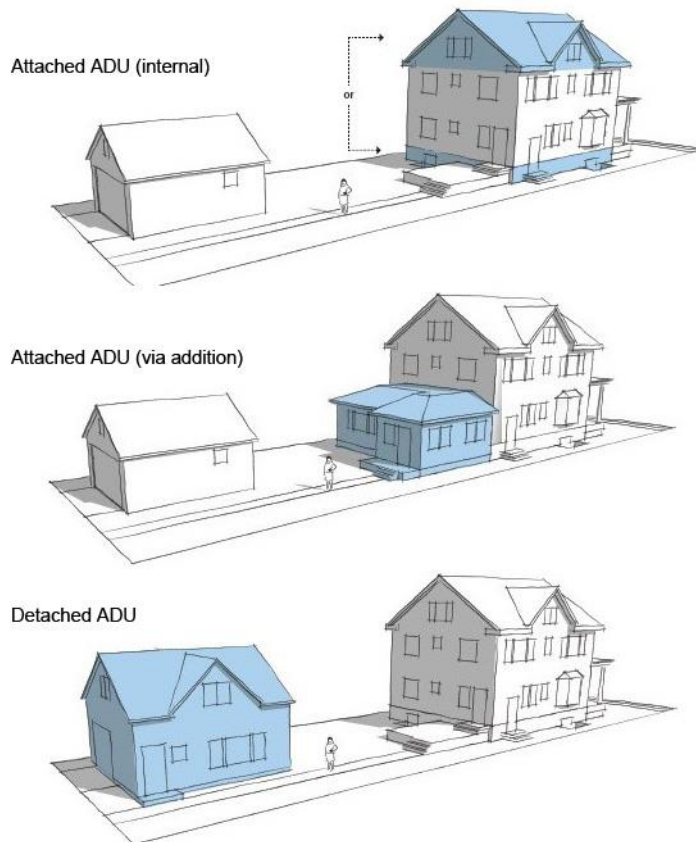 Attached ADU (internal)
or
Attached ADU (via addition)
Detached ADU